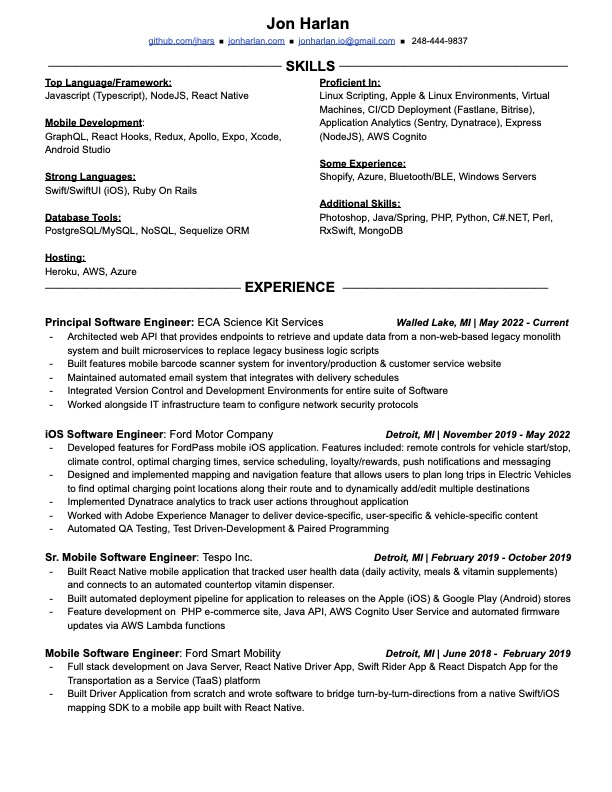 Jon Harlan
github.com/jhars ■ jonharlan.com ■ jonharlan.io@gmail.com ■ 248-444-9837
SKILLS
Top Language/Framework:
Javascript (Typescript), NodeJS, React Native
Mobile Development:
GraphQL, React Hooks, Redux, Apollo, Expo, Xcode,
Android Studio
Strong Languages:
Swift/SwiftUI (iOS), Ruby On Rails
Database Tools:
PostgreSQL/MySQL, NoSQL, Sequelize ORM
Hosting:
Heroku, AWS, Azure
Proficient In:
Linux Scripting, Apple & Linux Environments, Virtual
Machines, CI/CD Deployment (Fastlane, Bitrise),
Application Analytics (Sentry, Dynatrace), Express
(NodeJS), AWS Cognito
Some Experience:
Shopify, Azure, Bluetooth/BLE, Windows Servers
Additional Skills:
Photoshop, Java/Spring, PHP, Python, C#.NET, Perl,
RxSwift, MongoDB
EXPERIENCE
Principal Software Engineer: ECA Science Kit Services Walled Lake, MI | May 2022 - Current
- Architected web API that provides endpoints to retrieve and update data from a non-web-based legacy monolith
system and built microservices to replace legacy business logic scripts
- Built features mobile barcode scanner system for inventory/production & customer service website
- Maintained automated email system that integrates with delivery schedules
- Integrated Version Control and Development Environments for entire suite of Software
- Worked alongside IT infrastructure team to configure network security protocols
iOS Software Engineer: Ford Motor Company Detroit, MI | November 2019 - May 2022
- Developed features for FordPass mobile iOS application. Features included: remote controls for vehicle start/stop,
climate control, optimal charging times, service scheduling, loyalty/rewards, push notifications and messaging
- Designed and implemented mapping and navigation feature that allows users to plan long trips in Electric Vehicles
to find optimal charging point locations along their route and to dynamically add/edit multiple destinations
- Implemented Dynatrace analytics to track user actions throughout application
- Worked with Adobe Experience Manager to deliver device-specific, user-specific & vehicle-specific content
- Automated QA Testing, Test Driven-Development & Paired Programming
Sr. Mobile Software Engineer: Tespo Inc. Detroit, MI | February 2019 - October 2019
- Built React Native mobile application that tracked user health data (daily activity, meals & vitamin supplements)
and connects to an automated countertop vitamin dispenser.
- Built automated deployment pipeline for application to releases on the Apple (iOS) & Google Play (Android) stores
- Feature development on PHP e-commerce site, Java API, AWS Cognito User Service and automated firmware
updates via AWS Lambda functions
Mobile Software Engineer: Ford Smart Mobility Detroit, MI | June 2018 - February 2019
- Full stack development on Java Server, React Native Driver App, Swift Rider App & React Dispatch App for the
Transportation as a Service (TaaS) platform
- Built Driver Application from scratch and wrote software to bridge turn-by-turn-directions from a native Swift/iOS
mapping SDK to a mobile app built with React Native.